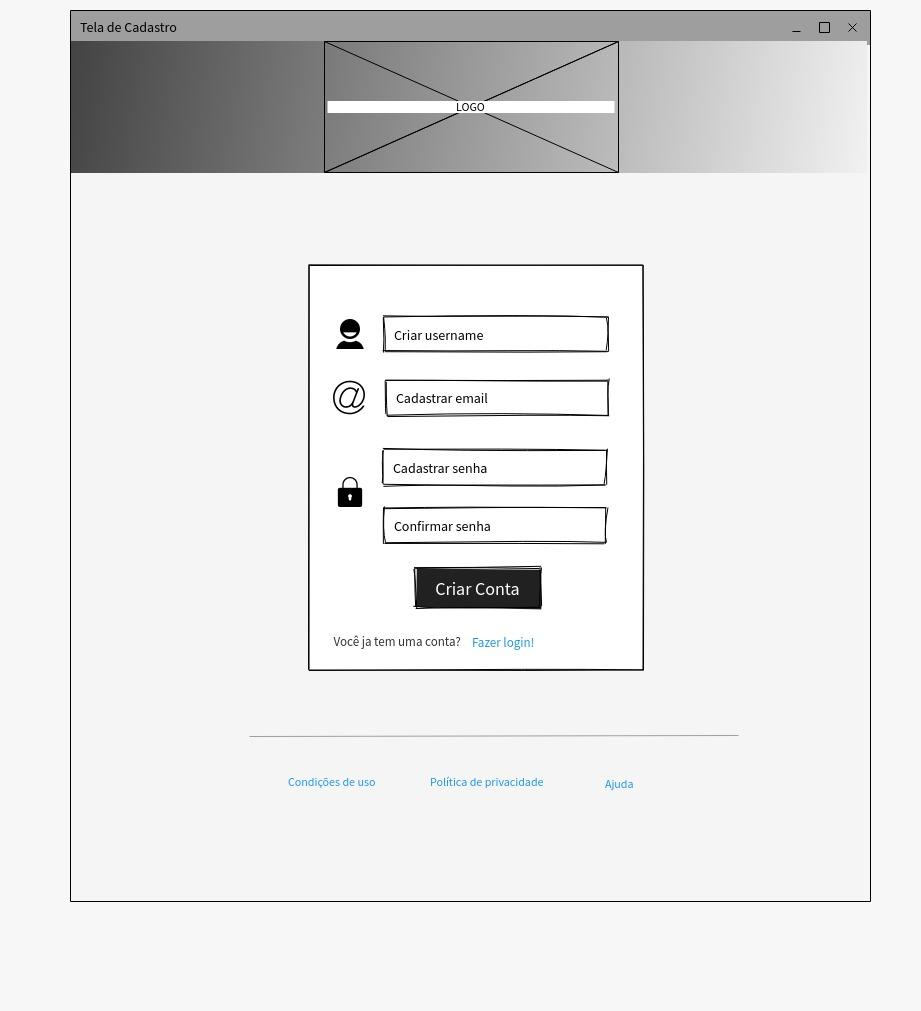 Tela de Cadastro
LOGO
Criar username
@
Cadastrar email
Cadastrar senha
Confirmar senha
Criar Conta
Você ja tem uma conta? Fazer login!
Condições de uso Política de privacidade Ajuda